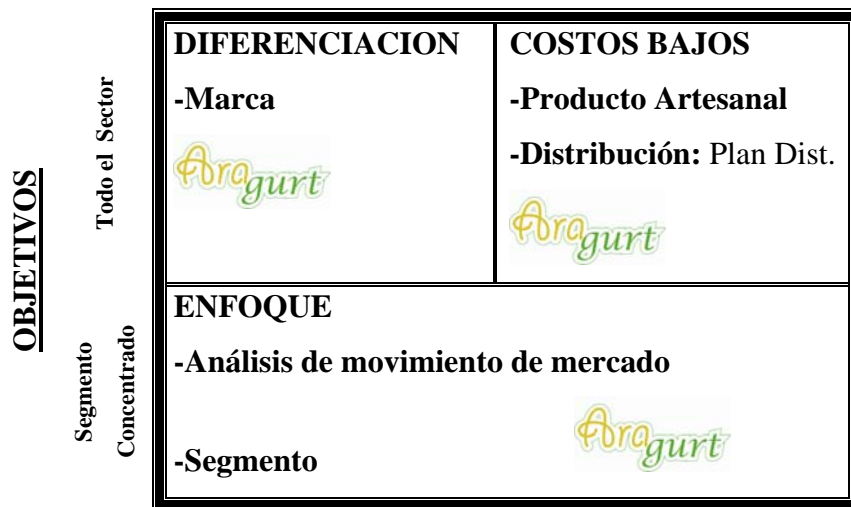 OBJETIVOS
Todo el Sector
Segmento
Concentrado
DIFERENCIACION
-Marca
Aragurt
COSTOS BAJOS
-Producto Artesanal
-Distribución: Plan Dist.
Aragurt
ENFOQUE
-Análisis de movimiento de mercado
Aragurt
-Segmento